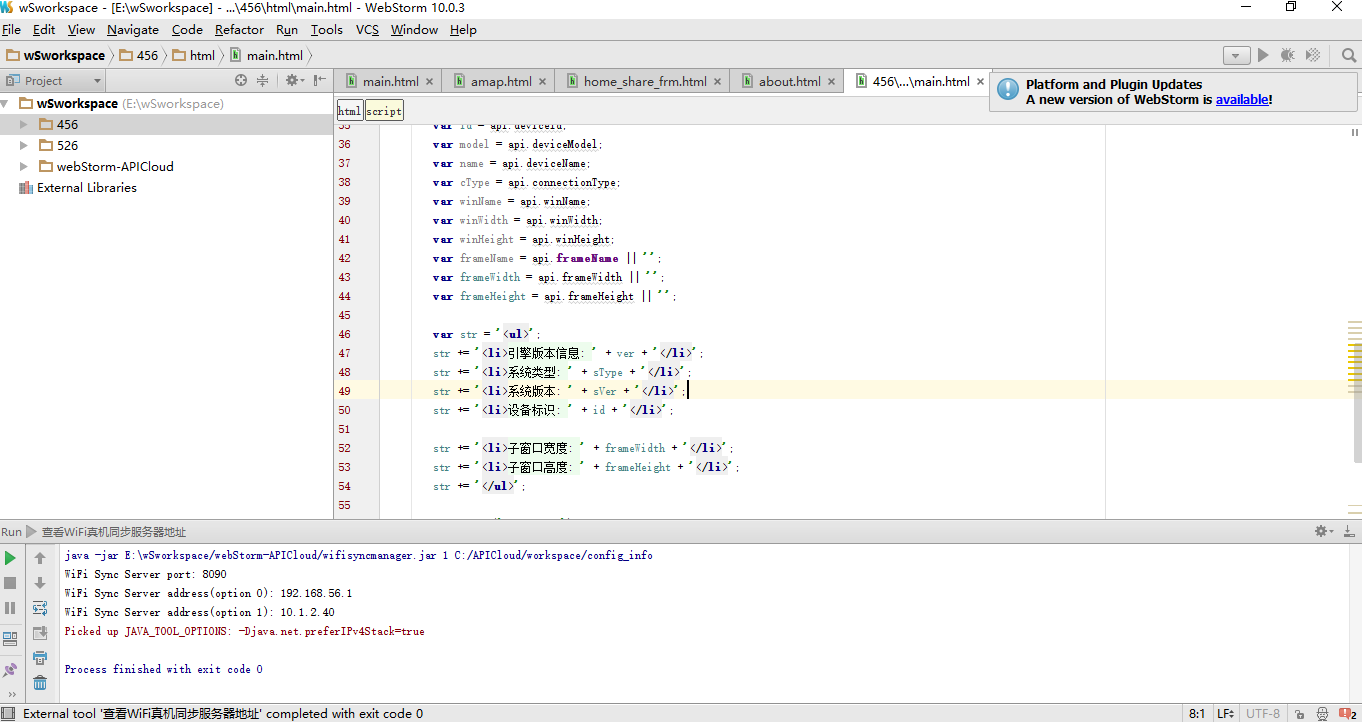 wSworkspace - [E:\wSworkspace] - ...\456\html\main.html - WebStorm 10.0.3
File Edit View Navigate Code Refactor Run Tools VCS Window Help
wSworkspace 456 html main.html
Project
main.html amap.html home_share_frm.html about.html 456\...\main.html
Platform and Plugin Updates
A new version of WebStorm is available!
wSworkspace (E:\wSworkspace)
456
526
webStorm-APICloud
External Libraries
html script
35 var id = api.deviceId;
36 var model = api.deviceModel;
37 var name = api.deviceName;
38 var cType = api.connectionType;
39 var winName = api.winName;
40 var winWidth = api.winWidth;
41 var winHeight = api.winHeight;
42 var frameName = api.frameName || '';
43 var frameWidth = api.frameWidth || '';
44 var frameHeight = api.frameHeight || '';
45
46 var str = '<ul>';
47 str += '<li>引擎版本信息: ' + ver + '</li>';
48 str += '<li>系统类型: ' + sType + '</li>';
49 str += '<li>系统版本: ' + sVer + '</li>';
50 str += '<li>设备标识: ' + id + '</li>';
51
52 str += '<li>子窗口宽度: ' + frameWidth + '</li>';
53 str += '<li>子窗口高度: ' + frameHeight + '</li>';
54 str += '</ul>';
55
Run 查看WiFi真机同步服务器地址
java -jar E:\wSworkspace/webStorm-APICloud/wifisyncmanager.jar 1 C:/APICloud/workspace/config_info
WiFi Sync Server port: 8090
WiFi Sync Server address(option 0): 192.168.56.1
WiFi Sync Server address(option 1): 10.1.2.40
Picked up JAVA_TOOL_OPTIONS: -Djava.net.preferIPv4Stack=true
Process finished with exit code 0
External tool '查看WiFi真机同步服务器地址' completed with exit code 0
8:1 LF UTF-8 2